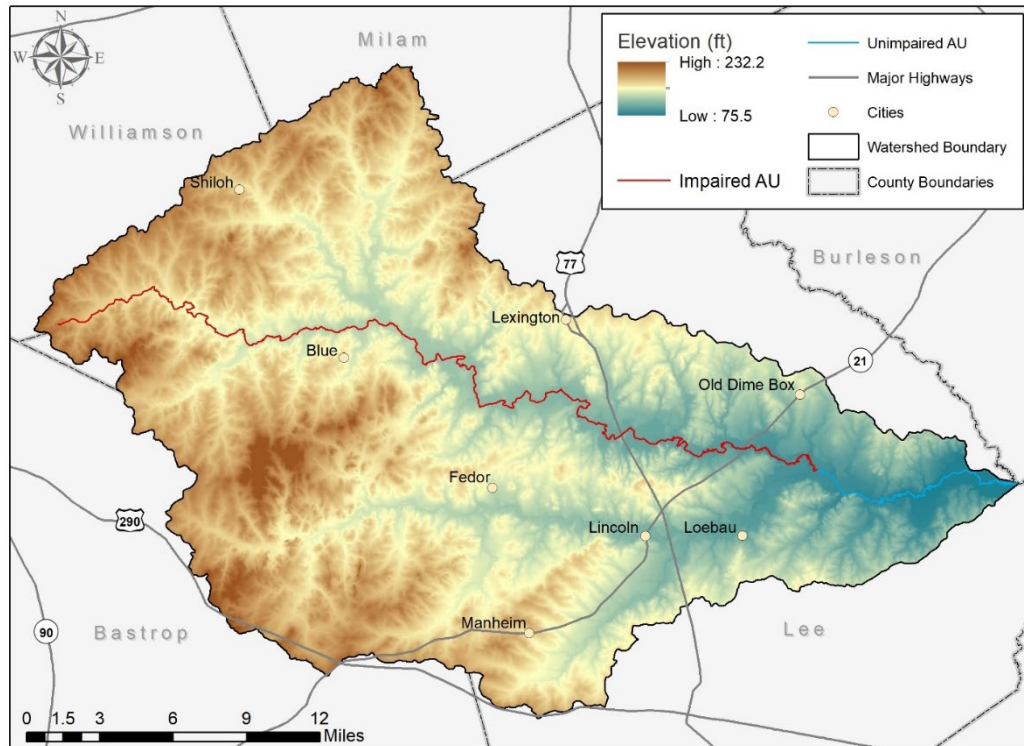 N
W
E
S
Milam
Williamson
Burleson
Bastrop
Lee
Elevation (ft)
High : 232.2
Low : 75.5
Impaired AU
Unimpaired AU
Major Highways
Cities
Watershed Boundary
County Boundaries
Shiloh
77
Lexington
Blue
21
Old Dime Box
Fedor
290
Lincoln
Loebau
Manheim
90
0 1.5 3 6 9 12
Miles